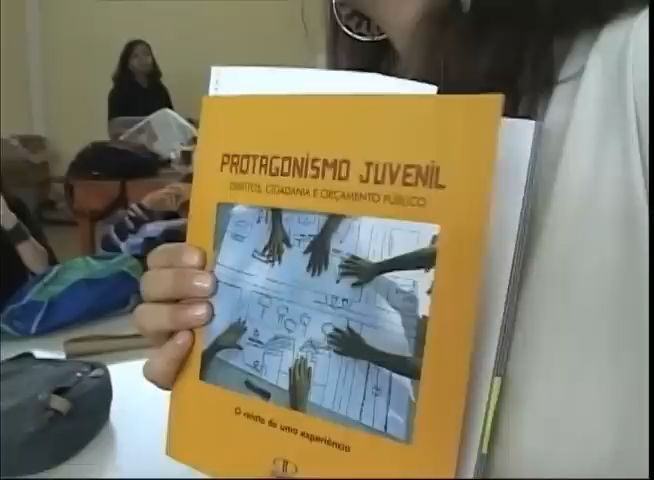 PROTAGONISMO JUVENIL
DIREITOS, CIDADANIA E ORÇAMENTO PÚBLICO
O relato de uma experiência